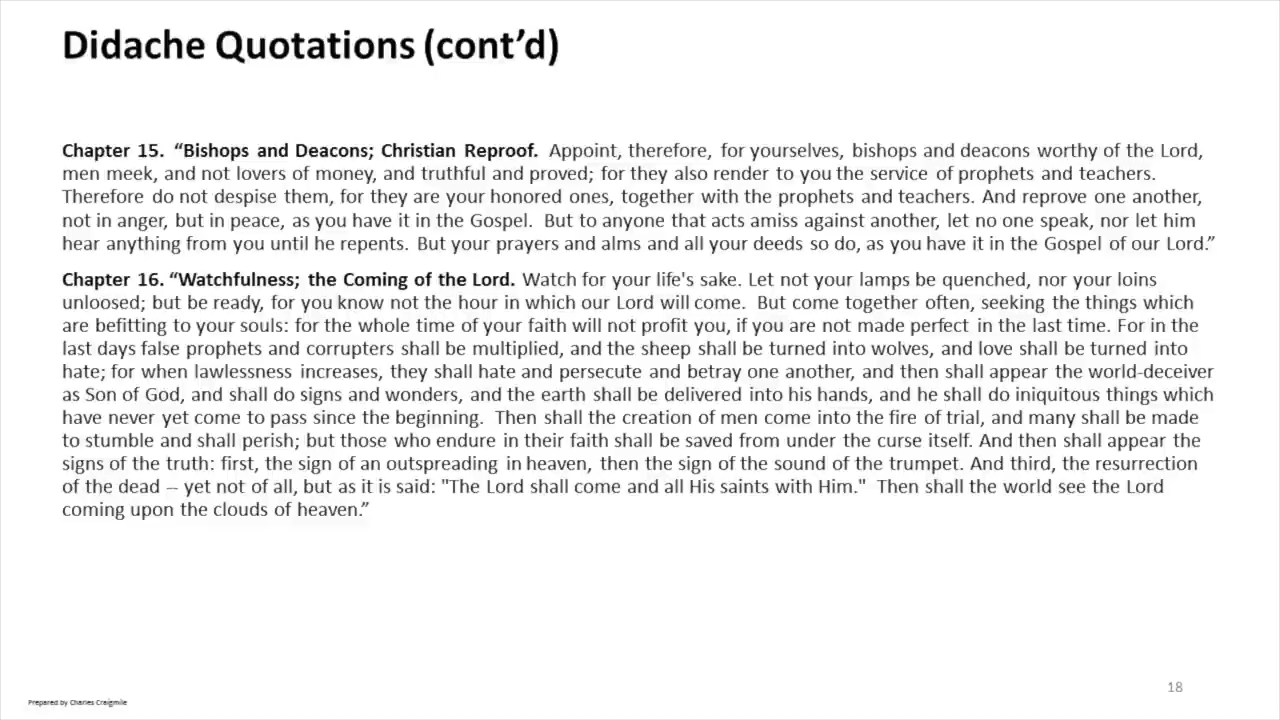 Didache Quotations (cont’d)
Chapter 15. “Bishops and Deacons; Christian Reproof. Appoint, therefore, for yourselves, bishops and deacons worthy of the Lord,
men meek, and not lovers of money, and truthful and proved; for they also render to you the service of prophets and teachers.
Therefore do not despise them, for they are your honored ones, together with the prophets and teachers. And reprove one another,
not in anger, but in peace, as you have it in the Gospel. But to anyone that acts amiss against another, let no one speak, nor let him
hear anything from you until he repents. But your prayers and alms and all your deeds so do, as you have it in the Gospel of our Lord.”
Chapter 16. “Watchfulness; the Coming of the Lord. Watch for your life's sake. Let not your lamps be quenched, nor your loins
unloosed; but be ready, for you know not the hour in which our Lord will come. But come together often, seeking the things which
are befitting to your souls: for the whole time of your faith will not profit you, if you are not made perfect in the last time. For in the
last days false prophets and corrupters shall be multiplied, and the sheep shall be turned into wolves, and love shall be turned into
hate; for when lawlessness increases, they shall hate and persecute and betray one another, and then shall appear the world-deceiver
as Son of God, and shall do signs and wonders, and the earth shall be delivered into his hands, and he shall do iniquitous things which
have never yet come to pass since the beginning. Then shall the creation of men come into the fire of trial, and many shall be made
to stumble and shall perish; but those who endure in their faith shall be saved from under the curse itself. And then shall appear the
signs of the truth: first, the sign of an outspreading in heaven, then the sign of the sound of the trumpet. And third, the resurrection
of the dead -- yet not of all, but as it is said: "The Lord shall come and all His saints with Him." Then shall the world see the Lord
coming upon the clouds of heaven.”
18
Prepared by Charles Craigmile